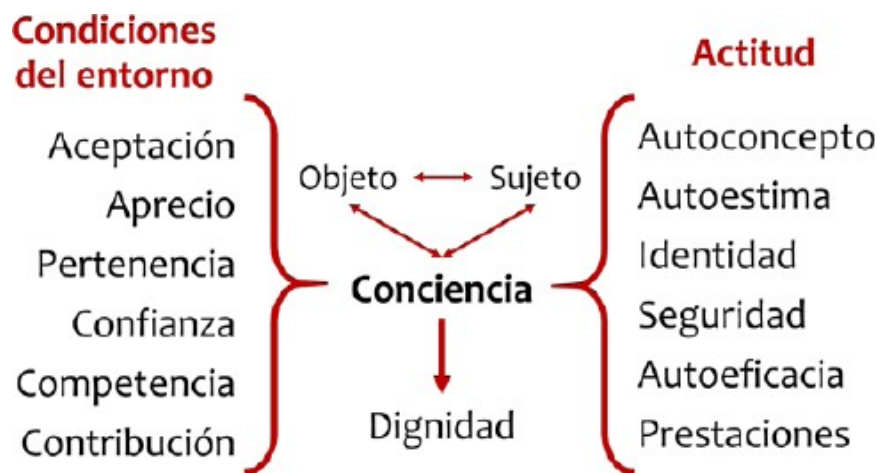 Condiciones
del entorno
Aceptación
Aprecio
Pertenencia
Confianza
Competencia
Contribución
Objeto
Sujeto
Conciencia
Dignidad
Actitud
Autoconcepto
Autoestima
Identidad
Seguridad
Autoeficacia
Prestaciones